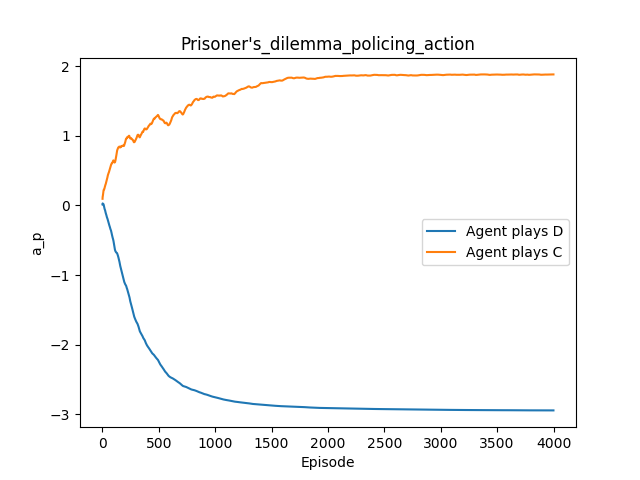 Prisoner's_dilemma_policing_action
2
1
0
−1
−2
−3
a_p
Agent plays D
Agent plays C
0 500 1000 1500 2000 2500 3000 3500 4000
Episode